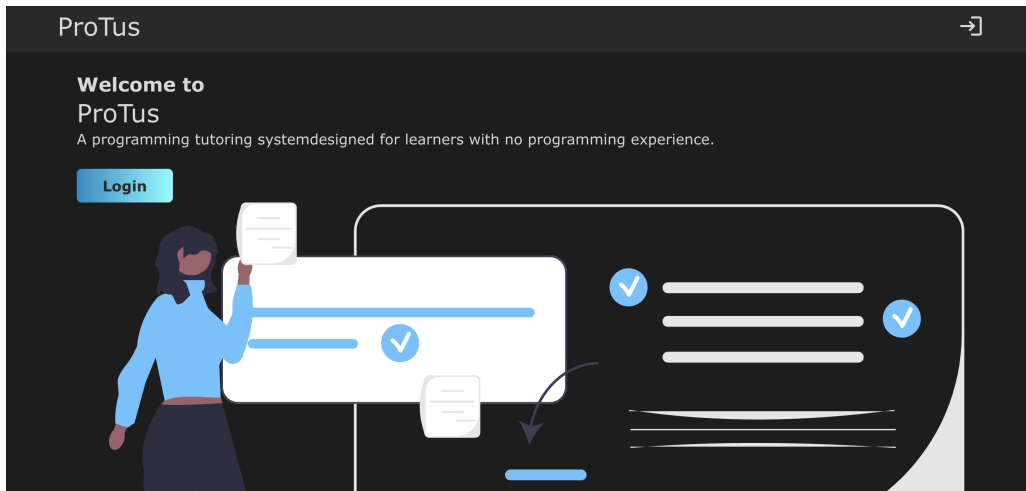 ProTus
Welcome to
ProTus
A programming tutoring systemdesigned for learners with no programming experience.
Login